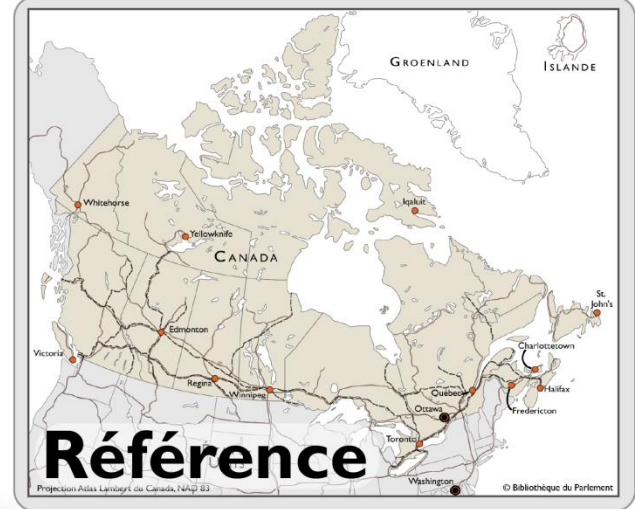 GROENLAND
ISLANDE
Whitehorse
Iqaluit
Yellowknife
CANADA
St.
John's
Edmonton
Charlottetown
Victoria
Regina
Winnipeg
Québec
Halifax
Ottawa
Fredericton
Toronto
Référence
Washington
Projection Atlas Lambert du Canada, NAD 83
© Bibliothèque du Parlement